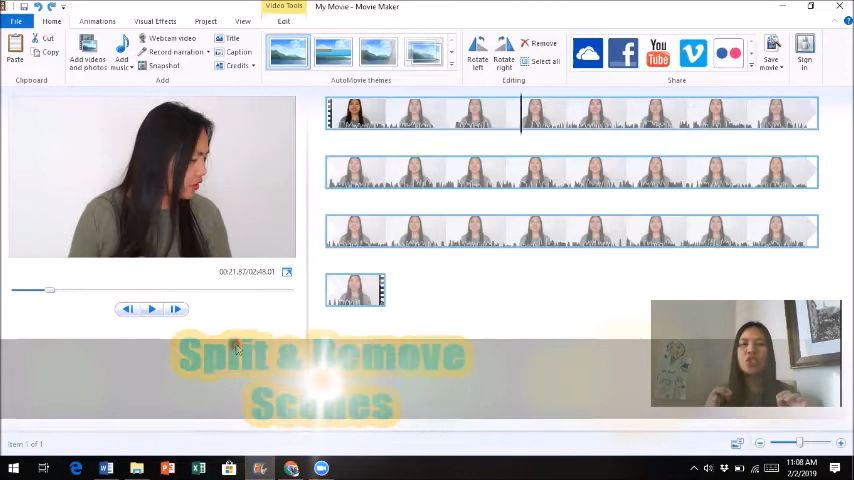 Video Tools
My Movie - Movie Maker
File
Home
Animations
Visual Effects
Project
View
Edit
Paste
Cut
Copy
Clipboard
Add videos
and photos
Add
music
Webcam video
Record narration
Snapshot
Title
Caption
Credits
Add
AutoMovie themes
Rotate
left
Rotate
right
Remove
Select all
Editing
f
You
Tube
v
Share
Save
movie
Sign
in
00:21.87/02:48.01
Split & Remove
Scenes
Item 1 of 1
11:08 AM
2/2/2019